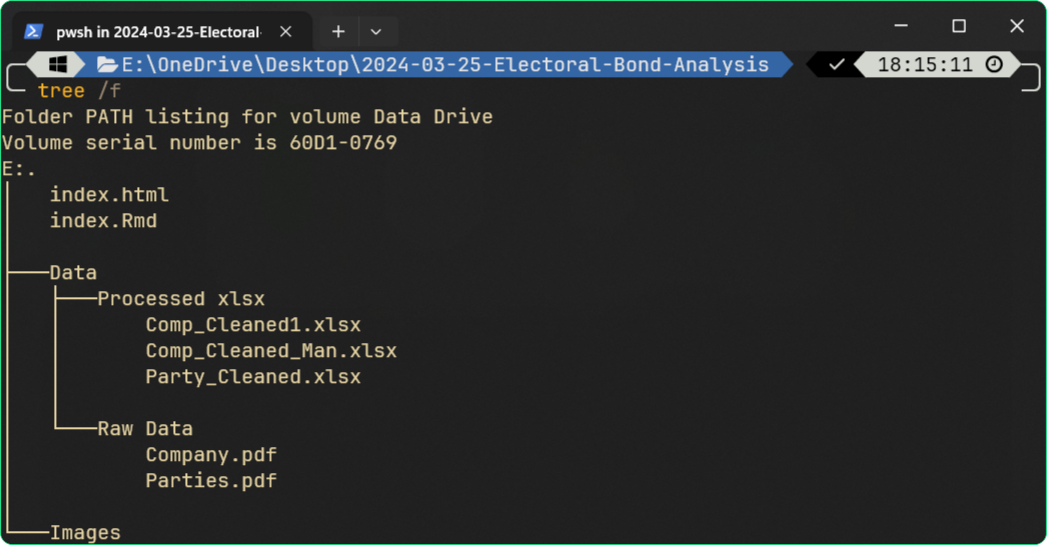 pwsh in 2024-03-25-Electoral-
E:\OneDrive\Desktop\2024-03-25-Electoral-Bond-Analysis 18:15:11
tree /f
Folder PATH listing for volume Data Drive
Volume serial number is 60D1-0769
E:.
index.html
index.Rmd
Data
Processed xlsx
Comp_Cleaned1.xlsx
Comp_Cleaned_Man.xlsx
Party_Cleaned.xlsx
Raw Data
Company.pdf
Parties.pdf
Images